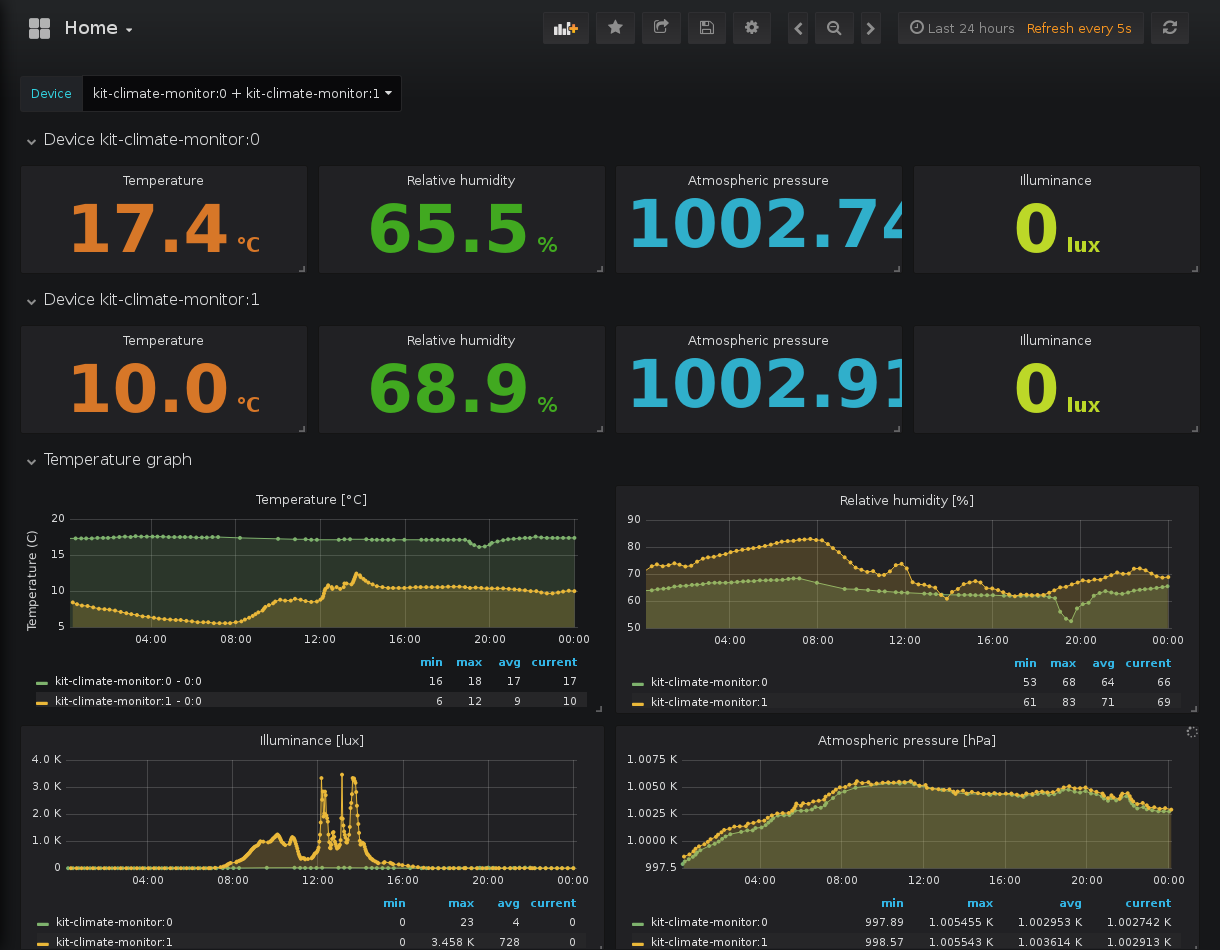 Home
Last 24 hours Refresh every 5s
Device kit-climate-monitor:0 + kit-climate-monitor:1
Device kit-climate-monitor:0
Temperature Relative humidity Atmospheric pressure Illuminance
17.4 °C 65.5 % 1002.74 0 lux
Device kit-climate-monitor:1
Temperature Relative humidity Atmospheric pressure Illuminance
10.0 °C 68.9 % 1002.91 0 lux
Temperature graph
Temperature [°C]
Temperature (C)
20
15
10
5
04:00 08:00 12:00 16:00 20:00 00:00
min max avg current
kit-climate-monitor:0 - 0:0 16 18 17 17
kit-climate-monitor:1 - 0:0 6 12 9 10
Relative humidity [%]
90
80
70
60
50
04:00 08:00 12:00 16:00 20:00 00:00
min max avg current
kit-climate-monitor:0 53 68 64 66
kit-climate-monitor:1 61 83 71 69
Illuminance [lux]
4.0 K
3.0 K
2.0 K
1.0 K
0
04:00 08:00 12:00 16:00 20:00 00:00
min max avg current
kit-climate-monitor:0 0 23 4 0
kit-climate-monitor:1 0 3.458 K 728 0
Atmospheric pressure [hPa]
1.0075 K
1.0050 K
1.0025 K
1.0000 K
997.5
04:00 08:00 12:00 16:00 20:00 00:00
min max avg current
kit-climate-monitor:0 997.89 1.005455 K 1.002953 K 1.002742 K
kit-climate-monitor:1 998.57 1.005543 K 1.003614 K 1.002913 K